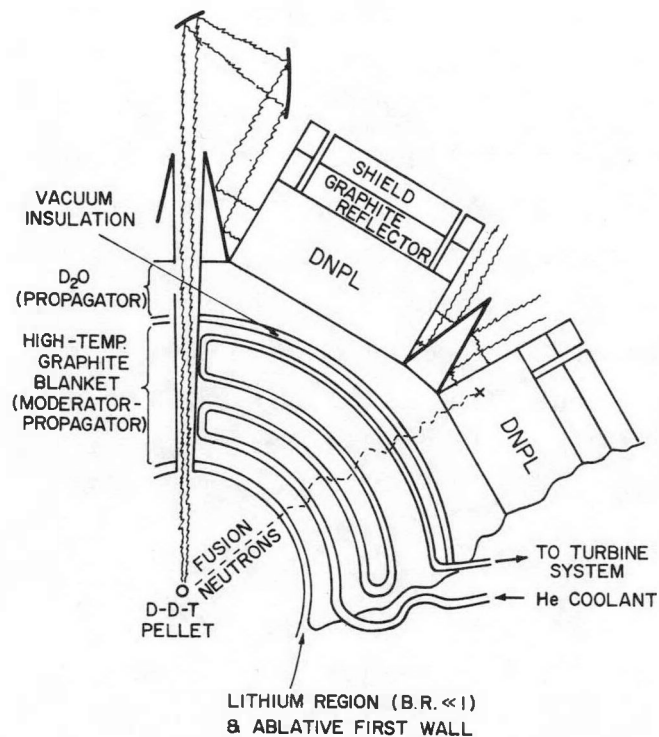 SHIELD
GRAPHITE
REFLECTOR
VACUUM
INSULATION
DNPL
D₂O
(PROPAGATOR)
HIGH-TEMP.
GRAPHITE
BLANKET
(MODERATOR-
PROPAGATOR)
DNPL
FUSION
NEUTRONS
TO TURBINE
SYSTEM
D-D-T
PELLET
He COOLANT
LITHIUM REGION (B.R.≪1)
& ABLATIVE FIRST WALL